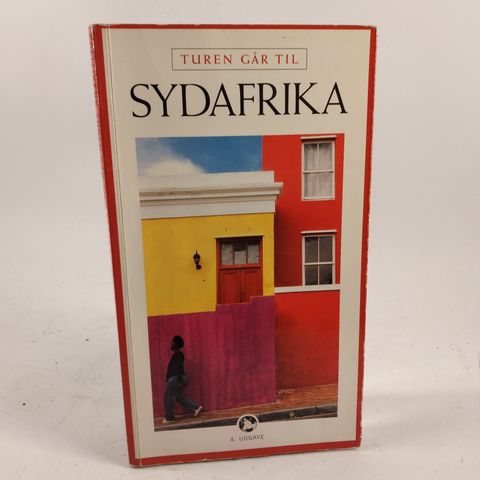 TUREN GÅR TIL
SYDAFRIKA
4. UDGAVE